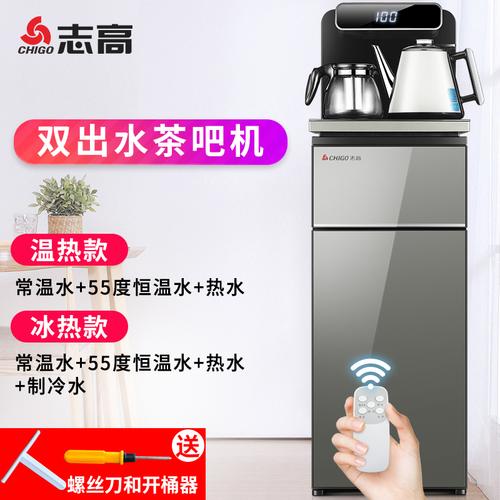 CHIGO 志高
100
双出水茶吧机
CHIGO 志高
温热款
常温水+55度恒温水+热水
冰热款
常温水+55度恒温水+热水
+制冷水
送
螺丝刀和开桶器